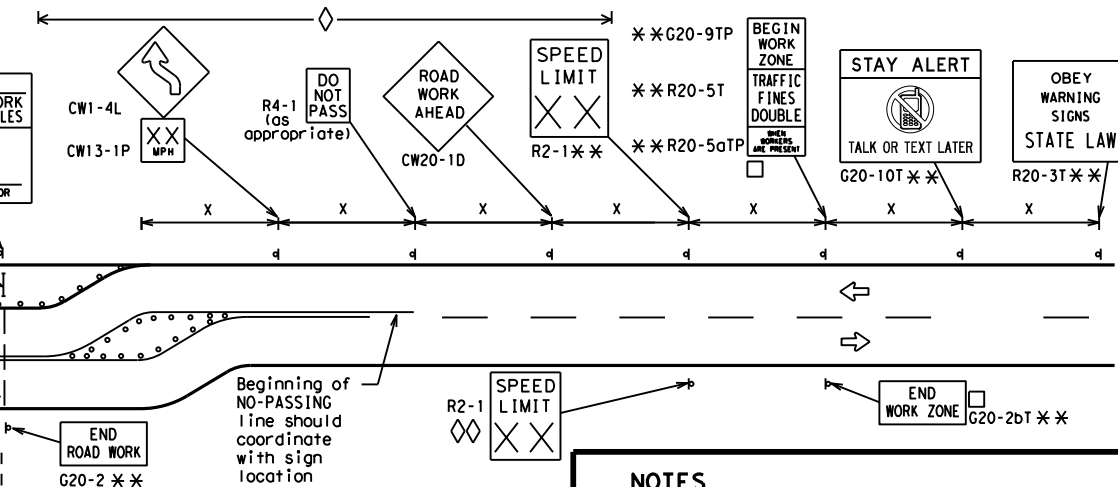 ORK
LES
OR
CW1-4L
CW13-1P
XX
MPH
R4-1
(as
appropriate)
DO
NOT
PASS
ROAD
WORK
AHEAD
CW20-1D
SPEED
LIMIT
X X
R2-1**
**G20-9TP
**R20-5T
**R20-5aTP
BEGIN
WORK
ZONE
TRAFFIC
FINES
DOUBLE
WHEN
WORKERS
ARE PRESENT
STAY ALERT
TALK OR TEXT LATER
G20-10T **
OBEY
WARNING
SIGNS
STATE LAW
R20-3T **
X X X X X X X
Beginning of
NO-PASSING
line should
coordinate
with sign
location
END
ROAD WORK
G20-2 **
R2-1
SPEED
LIMIT
X X
END
WORK ZONE
G20-2bT **
NOTES